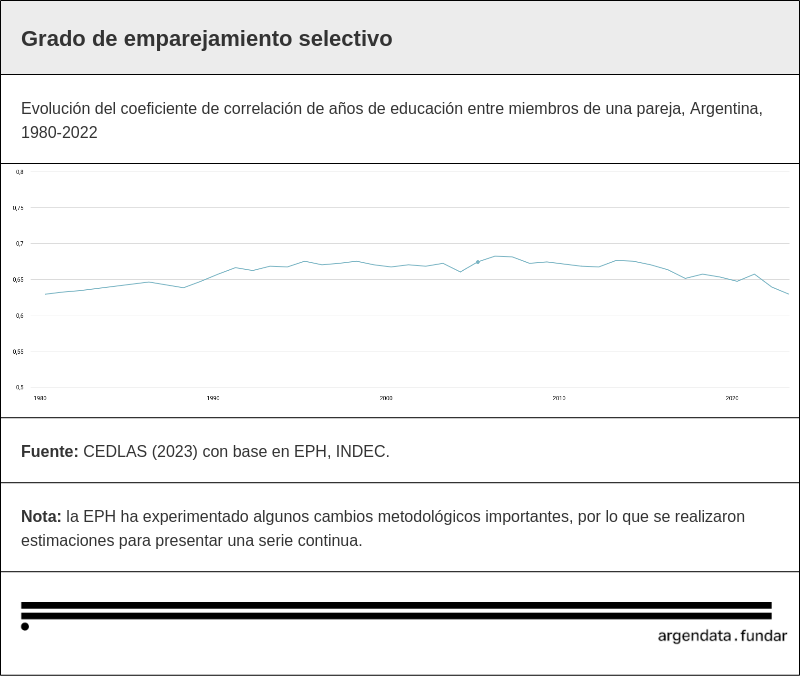 Grado de emparejamiento selectivo
Evolución del coeficiente de correlación de años de educación entre miembros de una pareja, Argentina,
1980-2022
0,8
0,75
0,7
0,65
0,6
0,55
0,5
1980 1990 2000 2010 2020
Fuente: CEDLAS (2023) con base en EPH, INDEC.
Nota: la EPH ha experimentado algunos cambios metodológicos importantes, por lo que se realizaron
estimaciones para presentar una serie continua.
argendata.fundar